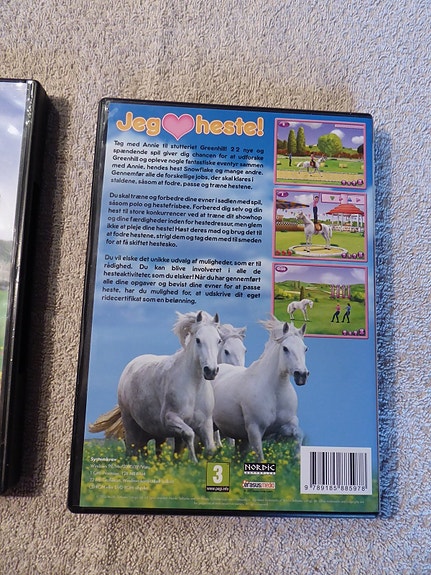 Jeg heste!
Tag med Annie til stutteriet Greenhill! 22 nye og
spændende spil giver dig chancen for at udforske
Greenhill og opleve nogle fantastiske eventyr sammen
med Annie, hendes hest Snowflake og mange andre.
Gennemfør alle de forskellige jobs, der skal klares i
staldene, såsom at fodre, passe og træne hestene.
Du skal træne og forbedre dine evner i sadlen med spil,
såsom polo og hestefrisbee. Forbered dig selv og din
hest til store konkurrencer ved at træne dit showhop
og dine færdigheder inden for hestedressur, men glem
ikke at pleje dine heste! Høst deres mad og brug det til
at fodre hestene, strigl dem og tag dem med til smeden
for at få skiftet hestesko.
Du vil elske det unikke udvalg af muligheder, som er til
rådighed. Du kan blive involveret i alle de
hesteaktiviteter, som du elsker! Når du har gennemført
alle dine opgaver og bevist dine evner for at passe
heste, har du mulighed for, at udskrive dit eget
ridecertifikat som en belønning.
Systemkrav:
3
www.pegi.info
NORDIC
erasusmedia
9 789185 885978